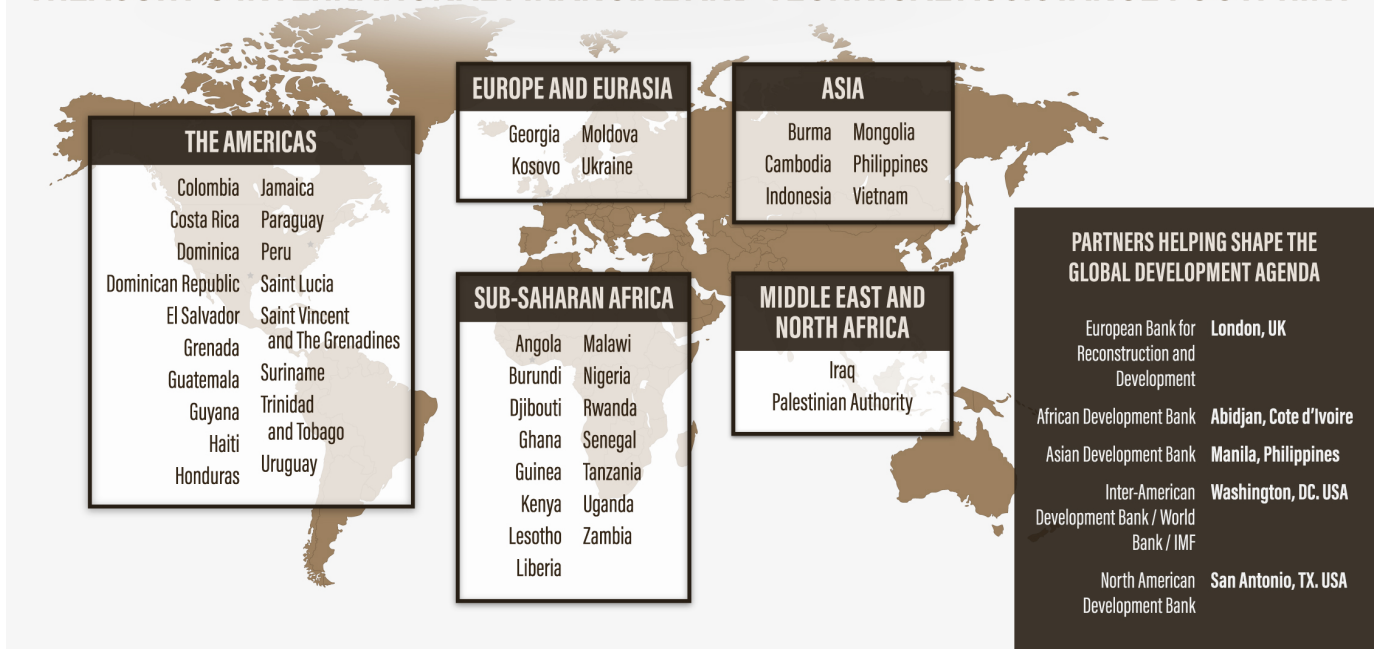 THE AMERICAS
Colombia
Costa Rica
Dominica
Dominican Republic
El Salvador
Grenada
Guatemala
Guyana
Haiti
Honduras
Jamaica
Paraguay
Peru
Saint Lucia
Saint Vincent
and The Grenadines
Suriname
Trinidad
and Tobago
Uruguay
EUROPE AND EURASIA
Georgia
Kosovo
Moldova
Ukraine
ASIA
Burma
Cambodia
Indonesia
Mongolia
Philippines
Vietnam
SUB-SAHARAN AFRICA
Angola
Burundi
Djibouti
Ghana
Guinea
Kenya
Lesotho
Liberia
Malawi
Nigeria
Rwanda
Senegal
Tanzania
Uganda
Zambia
MIDDLE EAST AND
NORTH AFRICA
Iraq
Palestinian Authority
PARTNERS HELPING SHAPE THE
GLOBAL DEVELOPMENT AGENDA
European Bank for
Reconstruction and
Development
London, UK
African Development Bank
Abidjan, Cote d’Ivoire
Asian Development Bank
Manila, Philippines
Inter-American
Development Bank / World
Bank / IMF
Washington, DC. USA
North American
Development Bank
San Antonio, TX. USA